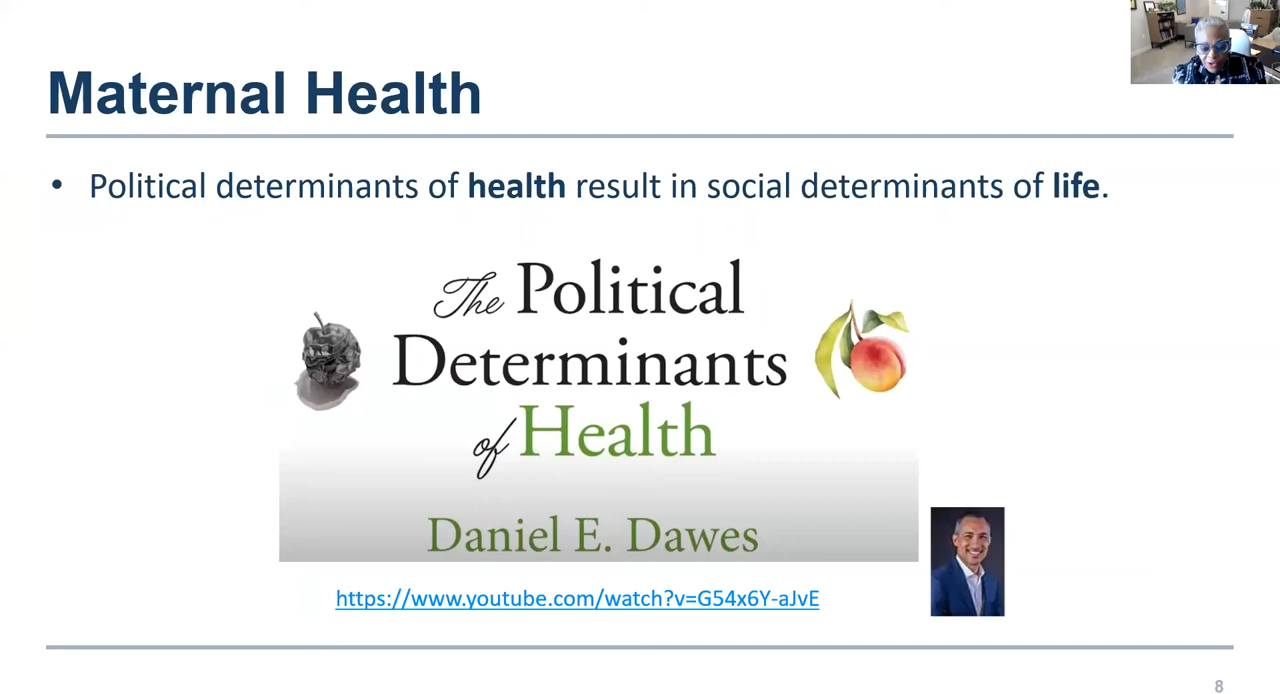 Maternal Health
• Political determinants of health result in social determinants of life.
The Political
Determinants
of Health
Daniel E. Dawes
https://www.youtube.com/watch?v=G54x6Y-aJvE
8